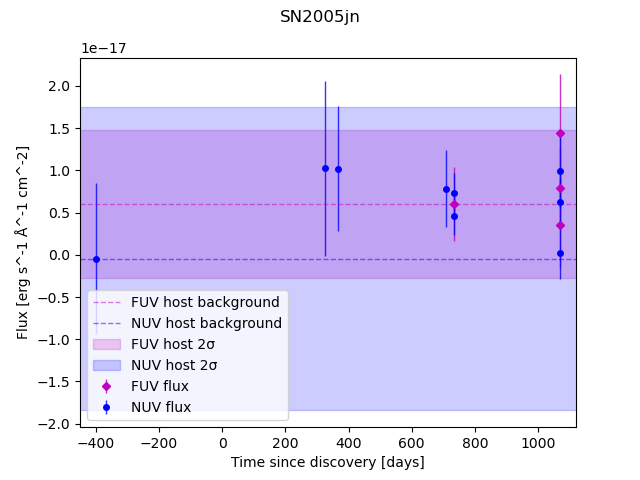 SN2005jn
1e−17
2.0
1.5
1.0
0.5
0.0
−0.5
−1.0
−1.5
−2.0
Flux [erg s^-1 Å^-1 cm^-2]
FUV host background
NUV host background
FUV host 2σ
NUV host 2σ
FUV flux
NUV flux
−400 −200 0 200 400 600 800 1000
Time since discovery [days]